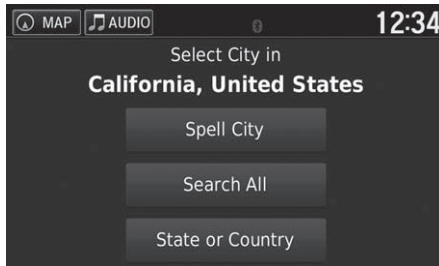 MAP AUDIO 12:34
Select City in
California, United States
Spell City
Search All
State or Country